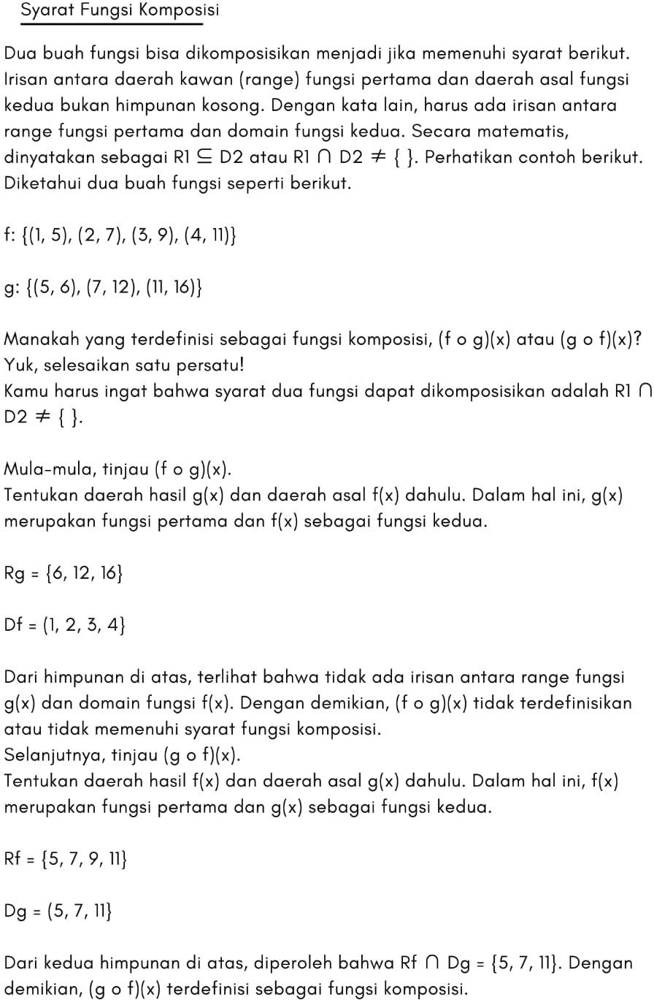 Syarat Fungsi Komposisi
Dua buah fungsi bisa dikomposisikan menjadi jika memenuhi syarat berikut.
Irisan antara daerah kawan (range) fungsi pertama dan daerah asal fungsi
kedua bukan himpunan kosong. Dengan kata lain, harus ada irisan antara
range fungsi pertama dan domain fungsi kedua. Secara matematis,
dinyatakan sebagai R1 ⊆ D2 atau R1 ∩ D2 ≠ { }. Perhatikan contoh berikut.
Diketahui dua buah fungsi seperti berikut.
f: {(1, 5), (2, 7), (3, 9), (4, 11)}
g: {(5, 6), (7, 12), (11, 16)}
Manakah yang terdefinisi sebagai fungsi komposisi, (f o g)(x) atau (g o f)(x)?
Yuk, selesaikan satu persatu!
Kamu harus ingat bahwa syarat dua fungsi dapat dikomposisikan adalah R1 ∩
D2 ≠ { }.
Mula-mula, tinjau (f o g)(x).
Tentukan daerah hasil g(x) dan daerah asal f(x) dahulu. Dalam hal ini, g(x)
merupakan fungsi pertama dan f(x) sebagai fungsi kedua.
Rg = {6, 12, 16}
Df = (1, 2, 3, 4}
Dari himpunan di atas, terlihat bahwa tidak ada irisan antara range fungsi
g(x) dan domain fungsi f(x). Dengan demikian, (f o g)(x) tidak terdefinisikan
atau tidak memenuhi syarat fungsi komposisi.
Selanjutnya, tinjau (g o f)(x).
Tentukan daerah hasil f(x) dan daerah asal g(x) dahulu. Dalam hal ini, f(x)
merupakan fungsi pertama dan g(x) sebagai fungsi kedua.
Rf = {5, 7, 9, 11}
Dg = (5, 7, 11}
Dari kedua himpunan di atas, diperoleh bahwa Rf ∩ Dg = {5, 7, 11}. Dengan
demikian, (g o f)(x) terdefinisi sebagai fungsi komposisi.